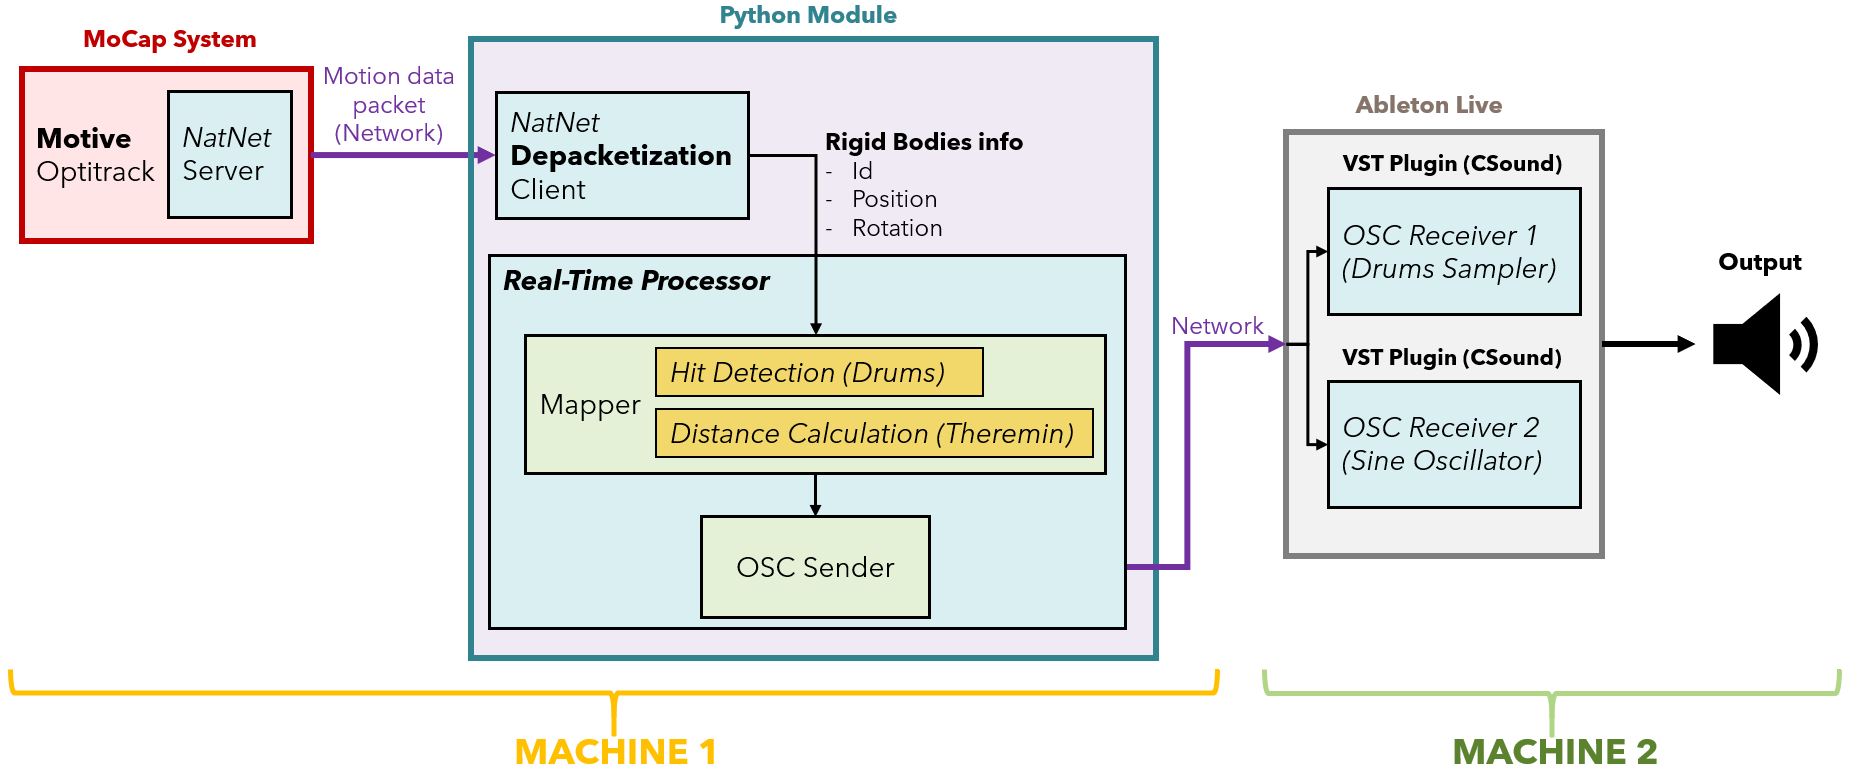 MoCap System
Motive
Optitrack
NatNet
Server
Motion data
packet
(Network)
Python Module
NatNet
Depacketization
Client
Rigid Bodies info
- Id
- Position
- Rotation
Real-Time Processor
Mapper
Hit Detection (Drums)
Distance Calculation (Theremin)
OSC Sender
Network
Ableton Live
VST Plugin (CSound)
OSC Receiver 1
(Drums Sampler)
VST Plugin (CSound)
OSC Receiver 2
(Sine Oscillator)
Output
MACHINE 1
MACHINE 2